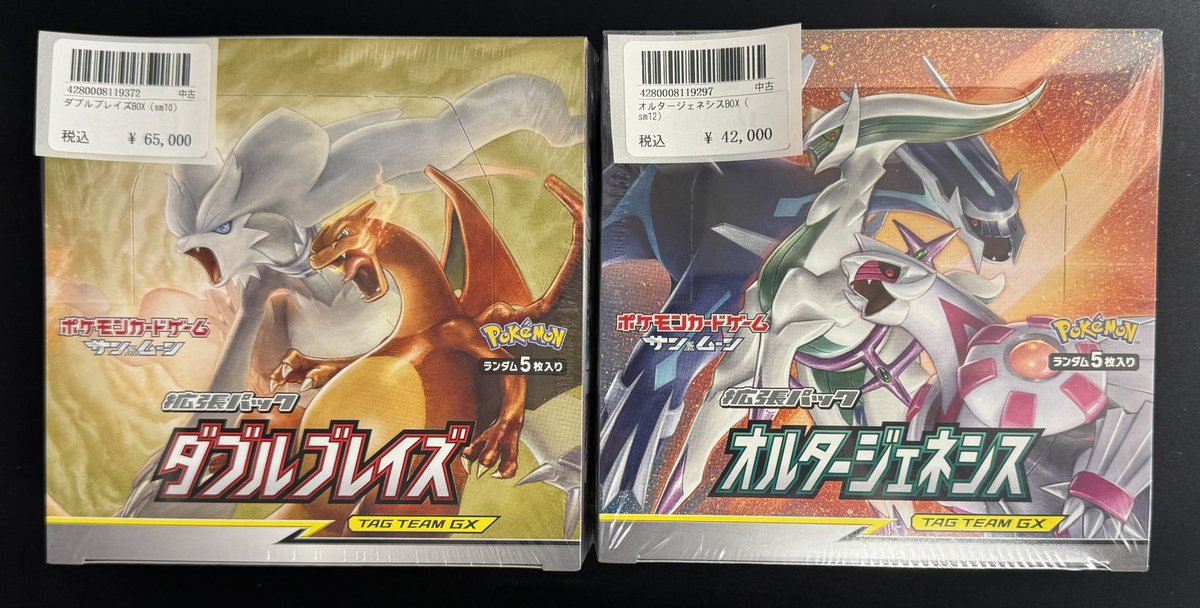 4280008119372 中古
ダブルブレイズBOX（sm10）
税込 ¥ 65,000
ポケモンカードゲーム
サン&ムーン
Pokémon
ランダム5枚入り
拡張パック
ダブルブレイズ
TAG TEAM GX
4280008119297 中古
オルタージェネシスBOX（
sm12）
税込 ¥ 42,000
ポケモンカードゲーム
サン&ムーン
Pokémon
ランダム5枚入り
拡張パック
オルタージェネシス
TAG TEAM GX